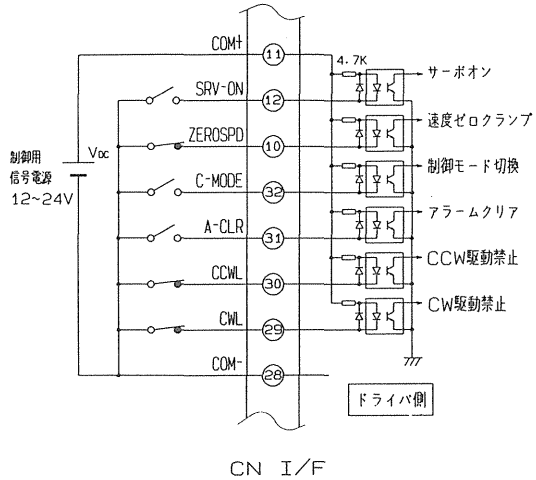 COM+
11
4.7K
サーボオン
SRV-ON
12
速度ゼロクランプ
ZEROSPD
10
制御用
信号電源
12~24V
VDC
制御モード切換
C-MODE
32
アラームクリア
A-CLR
31
CCW駆動禁止
CCWL
30
CW駆動禁止
CWL
29
COM-
28
ドライバ側
CN I/F